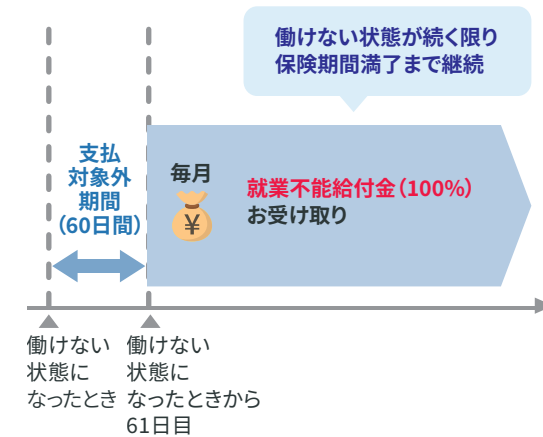 働けない状態が続く限り
保険期間満了まで継続
支払
対象外
期間
(60日間)
毎月
¥
就業不能給付金(100%)
お受け取り
働けない
状態に
なったとき
働けない
状態に
なったときから
61日目